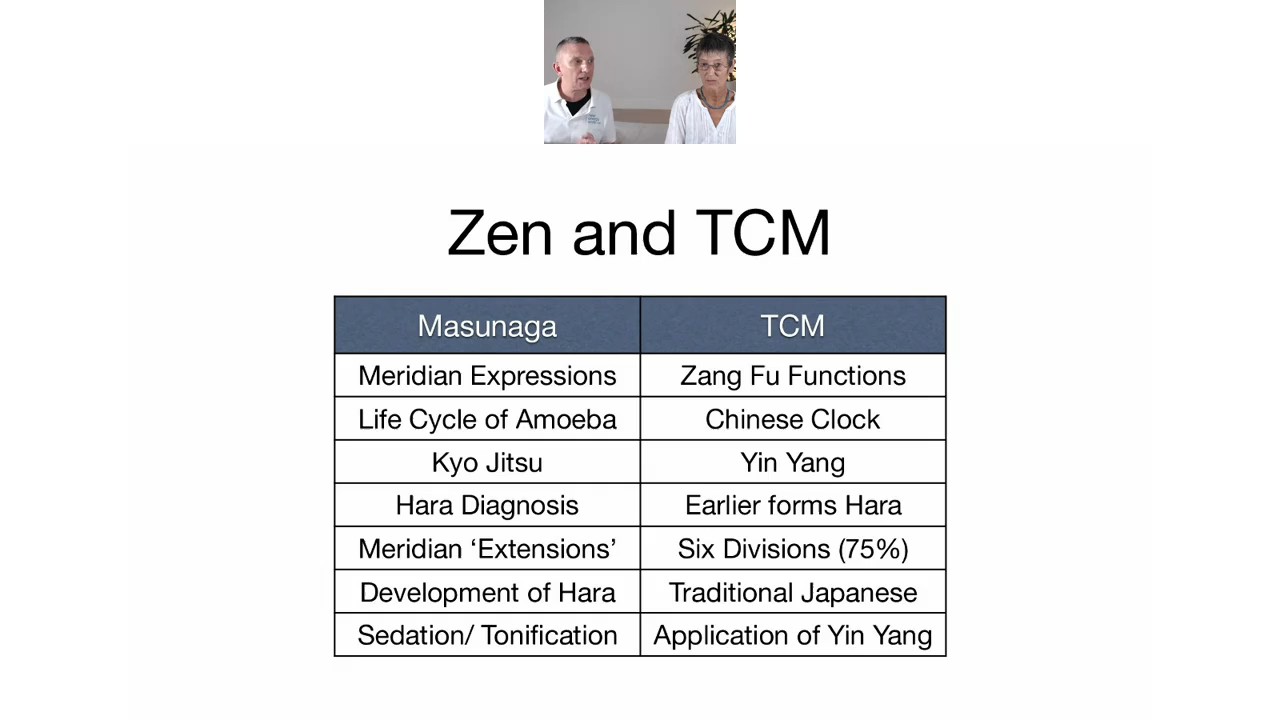 Zen and TCM
Masunaga TCM
Meridian Expressions Zang Fu Functions
Life Cycle of Amoeba Chinese Clock
Kyo Jitsu Yin Yang
Hara Diagnosis Earlier forms Hara
Meridian ‘Extensions’ Six Divisions (75%)
Development of Hara Traditional Japanese
Sedation/ Tonification Application of Yin Yang